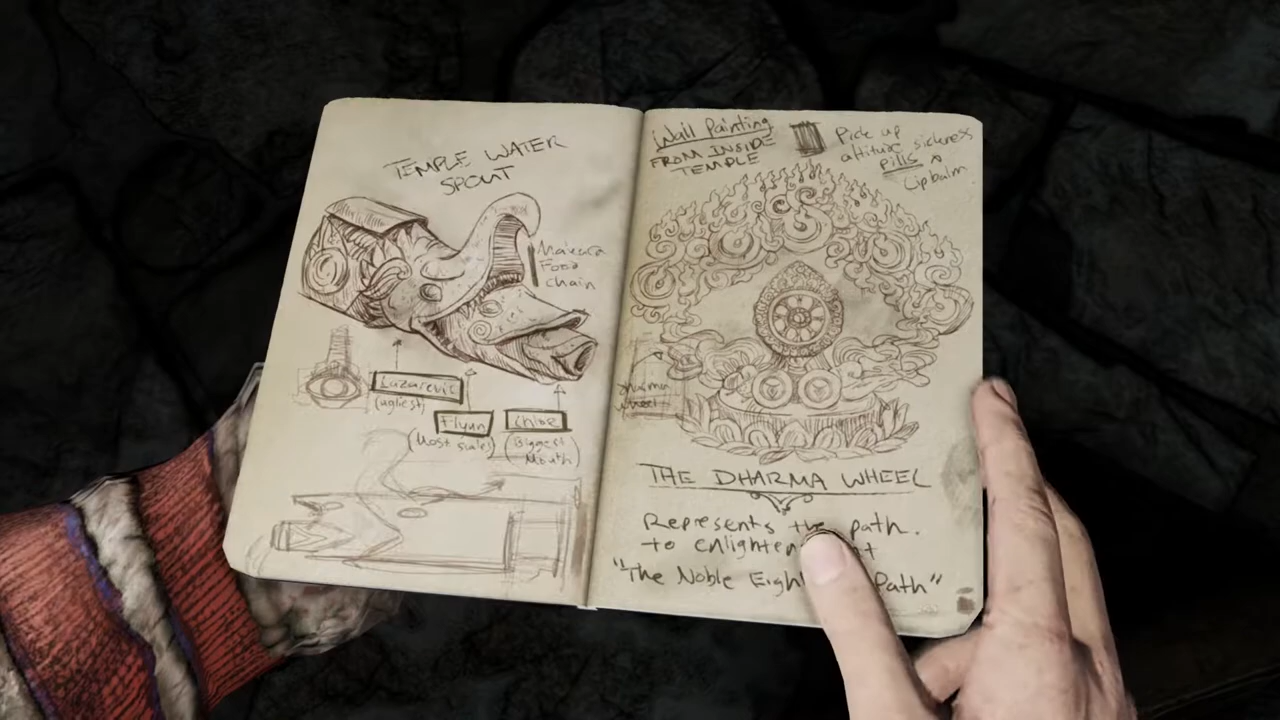 TEMPLE WATER
SPOUT
Makara
Food
chain
Lazarevic
(ugliest)
Flynn
(Most scales)
Chloe
(Biggest
Mouth)
Wall Painting
FROM INSIDE
TEMPLE
Pick up
altitude sickness
pills &
Lip balm
dharma
wheel
THE DHARMA WHEEL
Represents the path.
to enlighten
"The Noble Eigh Path"